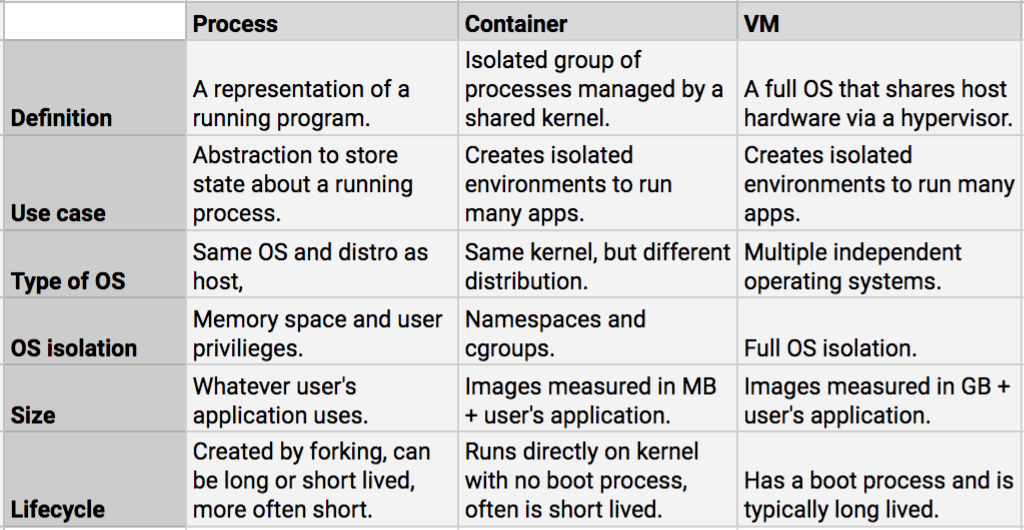 Process
Container
VM
Definition
A representation of a
running program.
Isolated group of
processes managed by a
shared kernel.
A full OS that shares host
hardware via a hypervisor.
Use case
Abstraction to store
state about a running
process.
Creates isolated
environments to run
many apps.
Creates isolated
environments to run many
apps.
Type of OS
Same OS and distro as
host,
Same kernel, but different
distribution.
Multiple independent
operating systems.
OS isolation
Memory space and user
privilieges.
Namespaces and
cgroups.
Full OS isolation.
Size
Whatever user's
application uses.
Images measured in MB
+ user's application.
Images measured in GB +
user's application.
Lifecycle
Created by forking, can
be long or short lived,
more often short.
Runs directly on kernel
with no boot process,
often is short lived.
Has a boot process and is
typically long lived.